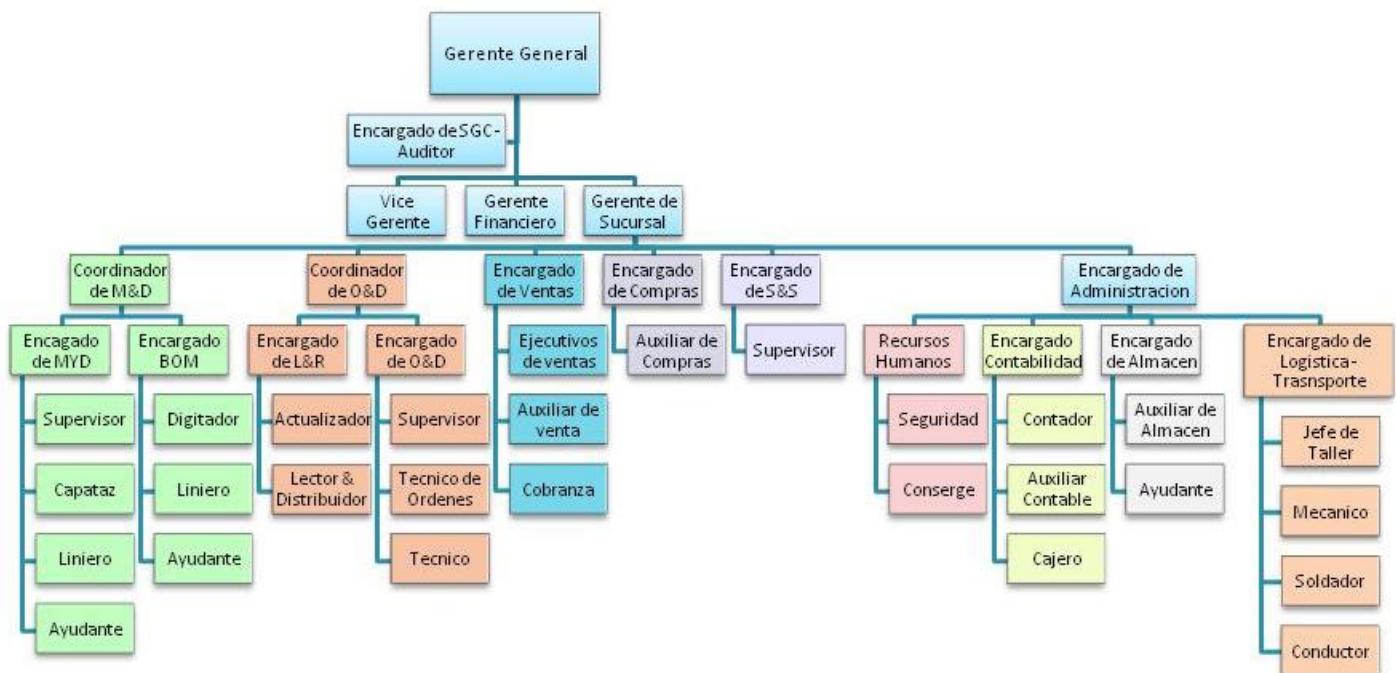 Gerente General
Encargado de SGC-
Auditor
Vice
Gerente
Gerente
Financiero
Gerente de
Sucursal
Coordinador
de M&D
Coordinador
de O&D
Encargado
de Ventas
Encargado
de Compras
Encargado
de S&S
Encargado de
Administracion
Encagado
de MYD
Encargado
BOM
Encargado
de L&R
Encargado
de O&D
Ejecutivos
de ventas
Auxiliar de
Compras
Supervisor
Recursos
Humanos
Encargado
Contabilidad
Encargado
de Almacen
Encargado de
Logistica-
Trasnsporte
Supervisor
Digitador
Actualizador
Supervisor
Auxiliar de
venta
Seguridad
Contador
Auxiliar de
Almacen
Jefe de
Taller
Capataz
Liniero
Lector &
Distribuidor
Tecnico de
Ordenes
Cobranza
Conserge
Auxiliar
Contable
Ayudante
Mecanico
Liniero
Ayudante
Tecnico
Cajero
Soldador
Ayudante
Conductor